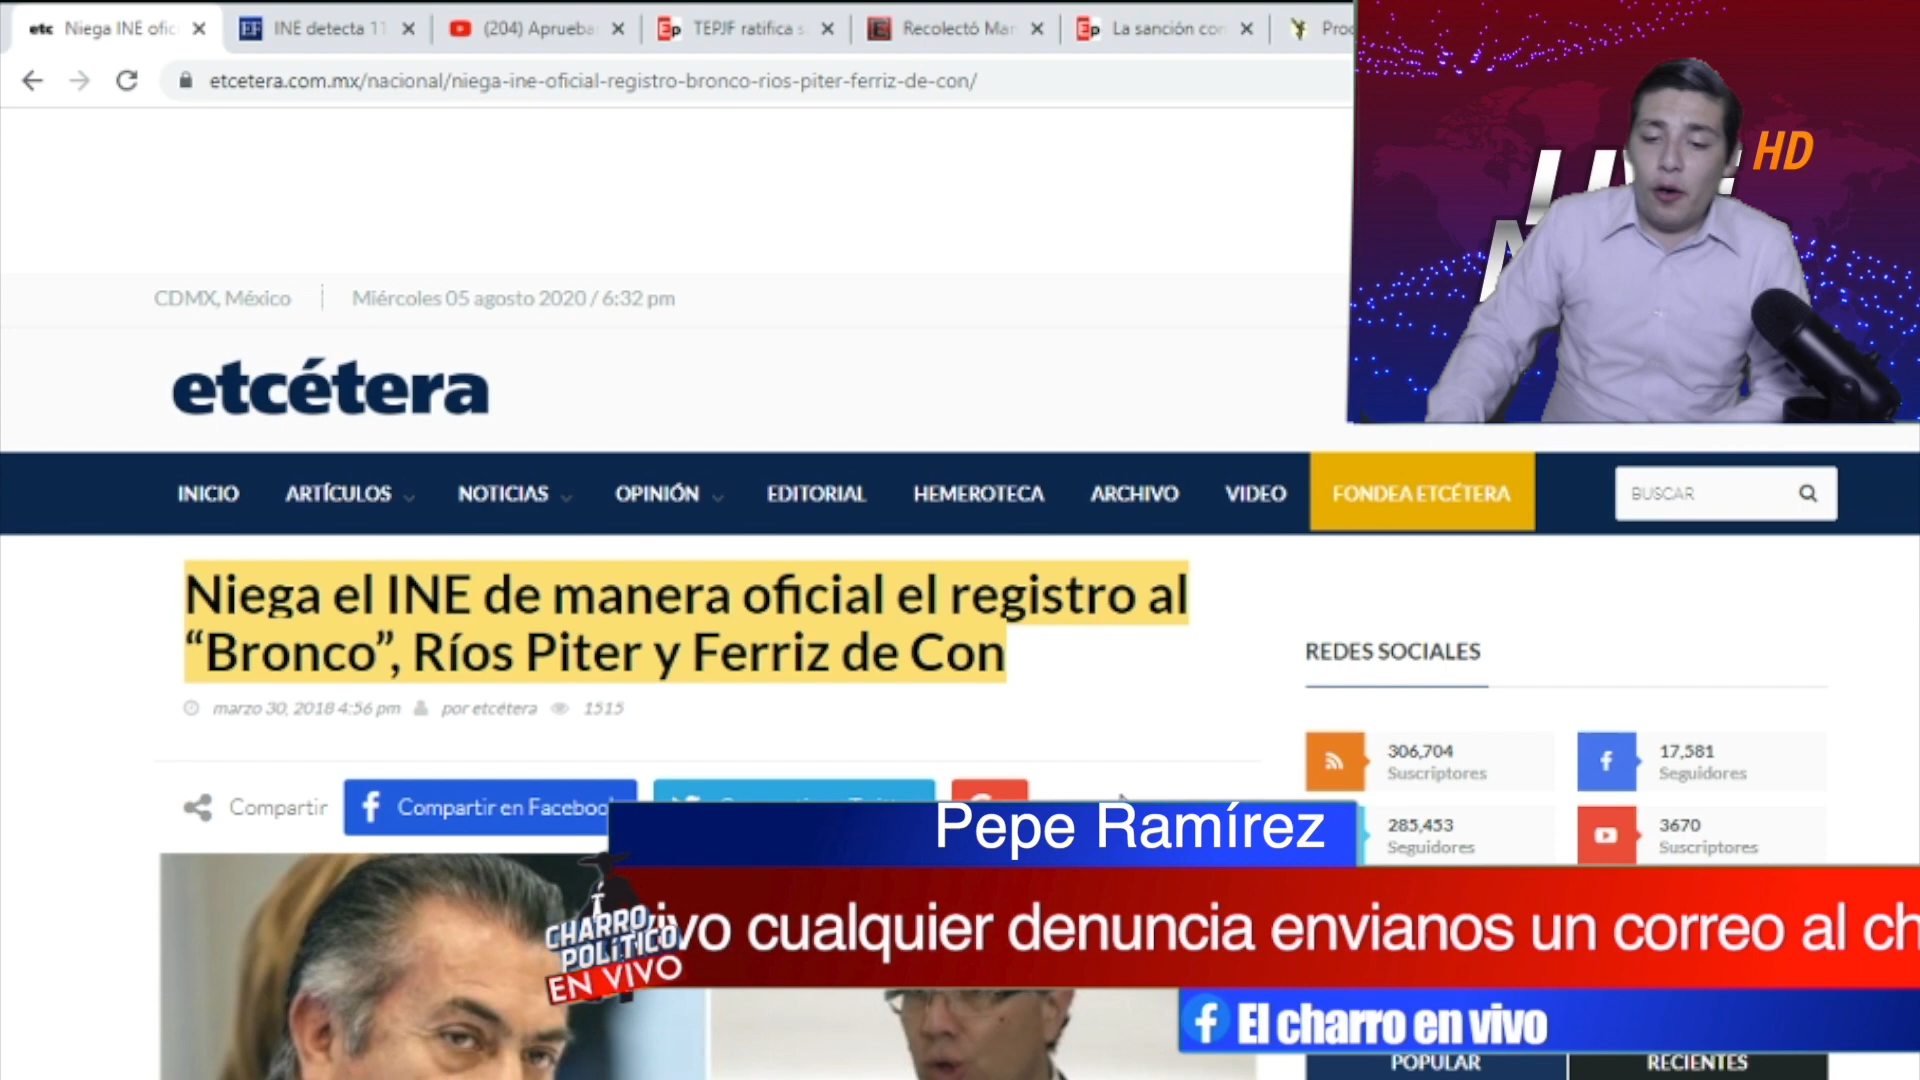 etc Niega INE ofic
INE detecta 11
(204) Aprueba
Ep TEPJF ratifica s
E Recolectó Mar
Ep La sanción con
Proc
etcetera.com.mx/nacional/niega-ine-oficial-registro-bronco-rios-piter-ferriz-de-con/
HD
CDMX, México
Miércoles 05 agosto 2020 / 6:32 pm
etcétera
INICIO ARTÍCULOS NOTICIAS OPINIÓN EDITORIAL HEMEROTECA ARCHIVO VIDEO FONDEA ETCÉTERA BUSCAR
Niega el INE de manera oficial el registro al
“Bronco”, Ríos Piter y Ferriz de Con
marzo 30, 2018 4:56 pm por etcétera 1515
REDES SOCIALES
306,704
Suscriptores
17,581
Seguidores
285,453
Seguidores
3670
Suscriptores
Compartir
Compartir en Facebook
Pepe Ramírez
CHARRO
POLÍTICO
EN VIVO
ivo cualquier denuncia envianos un correo al ch
El charro en vivo
POPULAR
RECIENTES